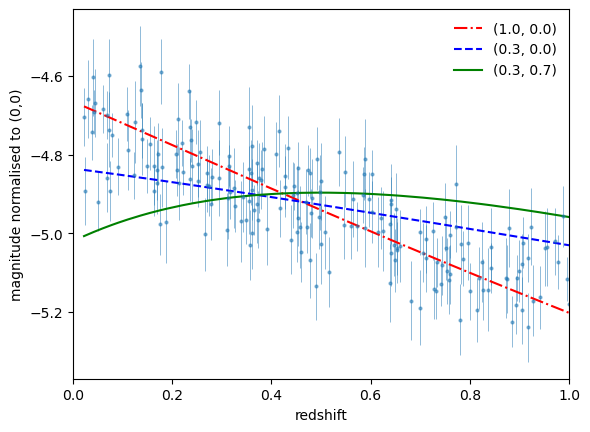 (1.0, 0.0)
(0.3, 0.0)
(0.3, 0.7)
magnitude normalised to (0,0)
−4.6
−4.8
−5.0
−5.2
0.0 0.2 0.4 0.6 0.8 1.0
redshift